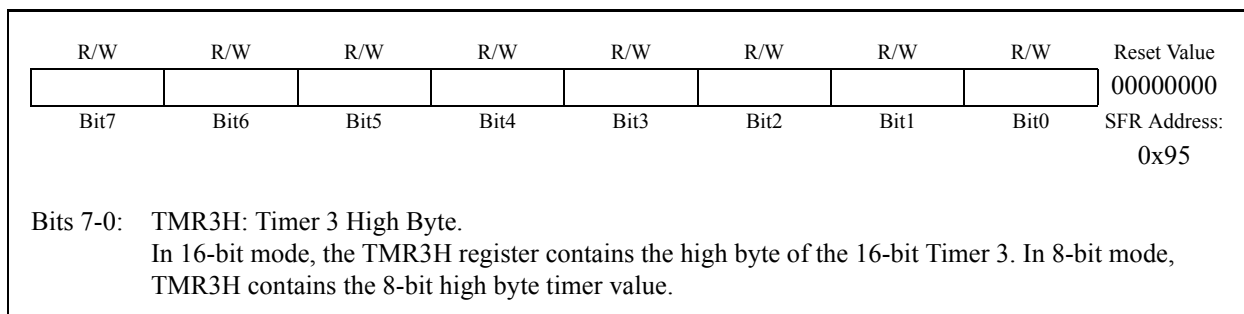 R/W R/W R/W R/W R/W R/W R/W R/W Reset Value
00000000
Bit7 Bit6 Bit5 Bit4 Bit3 Bit2 Bit1 Bit0 SFR Address:
0x95
Bits 7-0: TMR3H: Timer 3 High Byte.
In 16-bit mode, the TMR3H register contains the high byte of the 16-bit Timer 3. In 8-bit mode,
TMR3H contains the 8-bit high byte timer value.